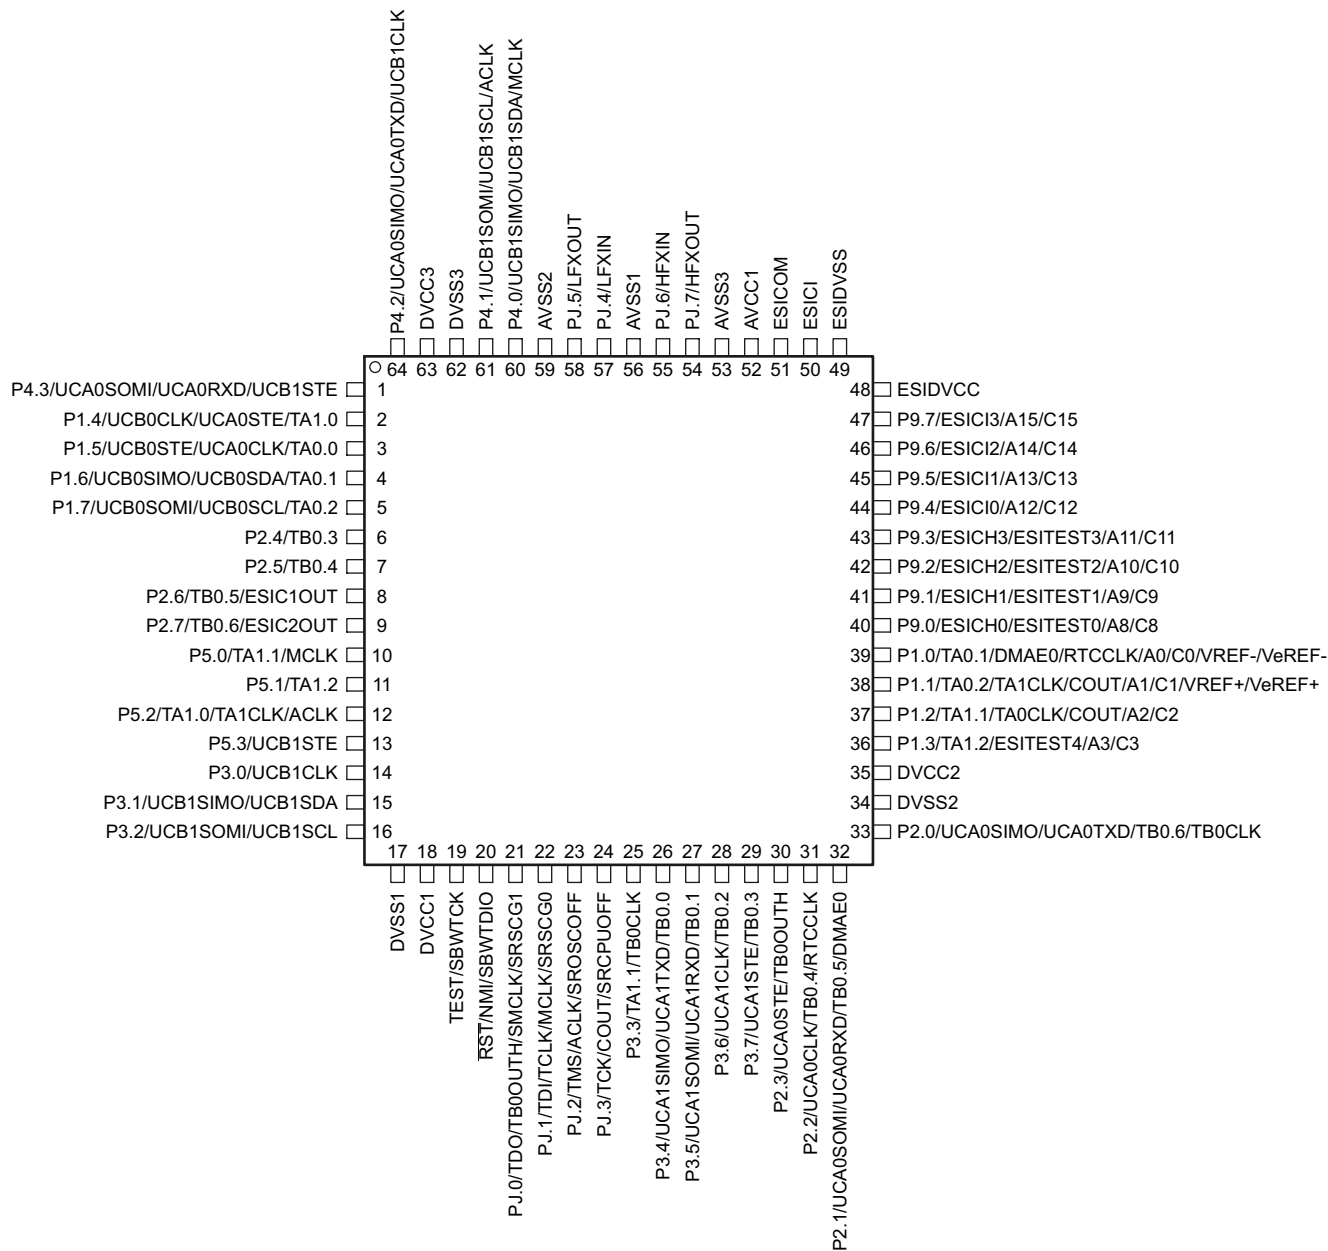 P4.2/UCA0SIMO/UCA0TXD/UCB1CLK
DVCC3
DVSS3
P4.1/UCB1SOMI/UCB1SCL/ACLK
P4.0/UCB1SIMO/UCB1SDA/MCLK
AVSS2
PJ.5/LFXOUT
PJ.4/LFXIN
AVSS1
PJ.6/HFXIN
PJ.7/HFXOUT
AVSS3
AVCC1
ESICOM
ESICI
ESIDVSS
64 63 62 61 60 59 58 57 56 55 54 53 52 51 50 49
P4.3/UCA0SOMI/UCA0RXD/UCB1STE 1
P1.4/UCB0CLK/UCA0STE/TA1.0 2
P1.5/UCB0STE/UCA0CLK/TA0.0 3
P1.6/UCB0SIMO/UCB0SDA/TA0.1 4
P1.7/UCB0SOMI/UCB0SCL/TA0.2 5
P2.4/TB0.3 6
P2.5/TB0.4 7
P2.6/TB0.5/ESIC1OUT 8
P2.7/TB0.6/ESIC2OUT 9
P5.0/TA1.1/MCLK 10
P5.1/TA1.2 11
P5.2/TA1.0/TA1CLK/ACLK 12
P5.3/UCB1STE 13
P3.0/UCB1CLK 14
P3.1/UCB1SIMO/UCB1SDA 15
P3.2/UCB1SOMI/UCB1SCL 16
48 ESIDVCC
47 P9.7/ESICI3/A15/C15
46 P9.6/ESICI2/A14/C14
45 P9.5/ESICI1/A13/C13
44 P9.4/ESICI0/A12/C12
43 P9.3/ESICH3/ESITEST3/A11/C11
42 P9.2/ESICH2/ESITEST2/A10/C10
41 P9.1/ESICH1/ESITEST1/A9/C9
40 P9.0/ESICH0/ESITEST0/A8/C8
39 P1.0/TA0.1/DMAE0/RTCCLK/A0/C0/VREF-/VeREF-
38 P1.1/TA0.2/TA1CLK/COUT/A1/C1/VREF+/VeREF+
37 P1.2/TA1.1/TA0CLK/COUT/A2/C2
36 P1.3/TA1.2/ESITEST4/A3/C3
35 DVCC2
34 DVSS2
33 P2.0/UCA0SIMO/UCA0TXD/TB0.6/TB0CLK
17 18 19 20 21 22 23 24 25 26 27 28 29 30 31 32
DVSS1
DVCC1
TEST/SBWTCK
RST/NMI/SBWTDIO
PJ.0/TDO/TB0OUTH/SMCLK/SRSCG1
PJ.1/TDI/TCLK/MCLK/SRSCG0
PJ.2/TMS/ACLK/SROSCOFF
PJ.3/TCK/COUT/SRCPUOFF
P3.3/TA1.1/TB0CLK
P3.4/UCA1SIMO/UCA1TXD/TB0.0
P3.5/UCA1SOMI/UCA1RXD/TB0.1
P3.6/UCA1CLK/TB0.2
P3.7/UCA1STE/TB0.3
P2.3/UCA0STE/TB0OUTH
P2.2/UCA0CLK/TB0.4/RTCCLK
P2.1/UCA0SOMI/UCA0RXD/TB0.5/DMAE0